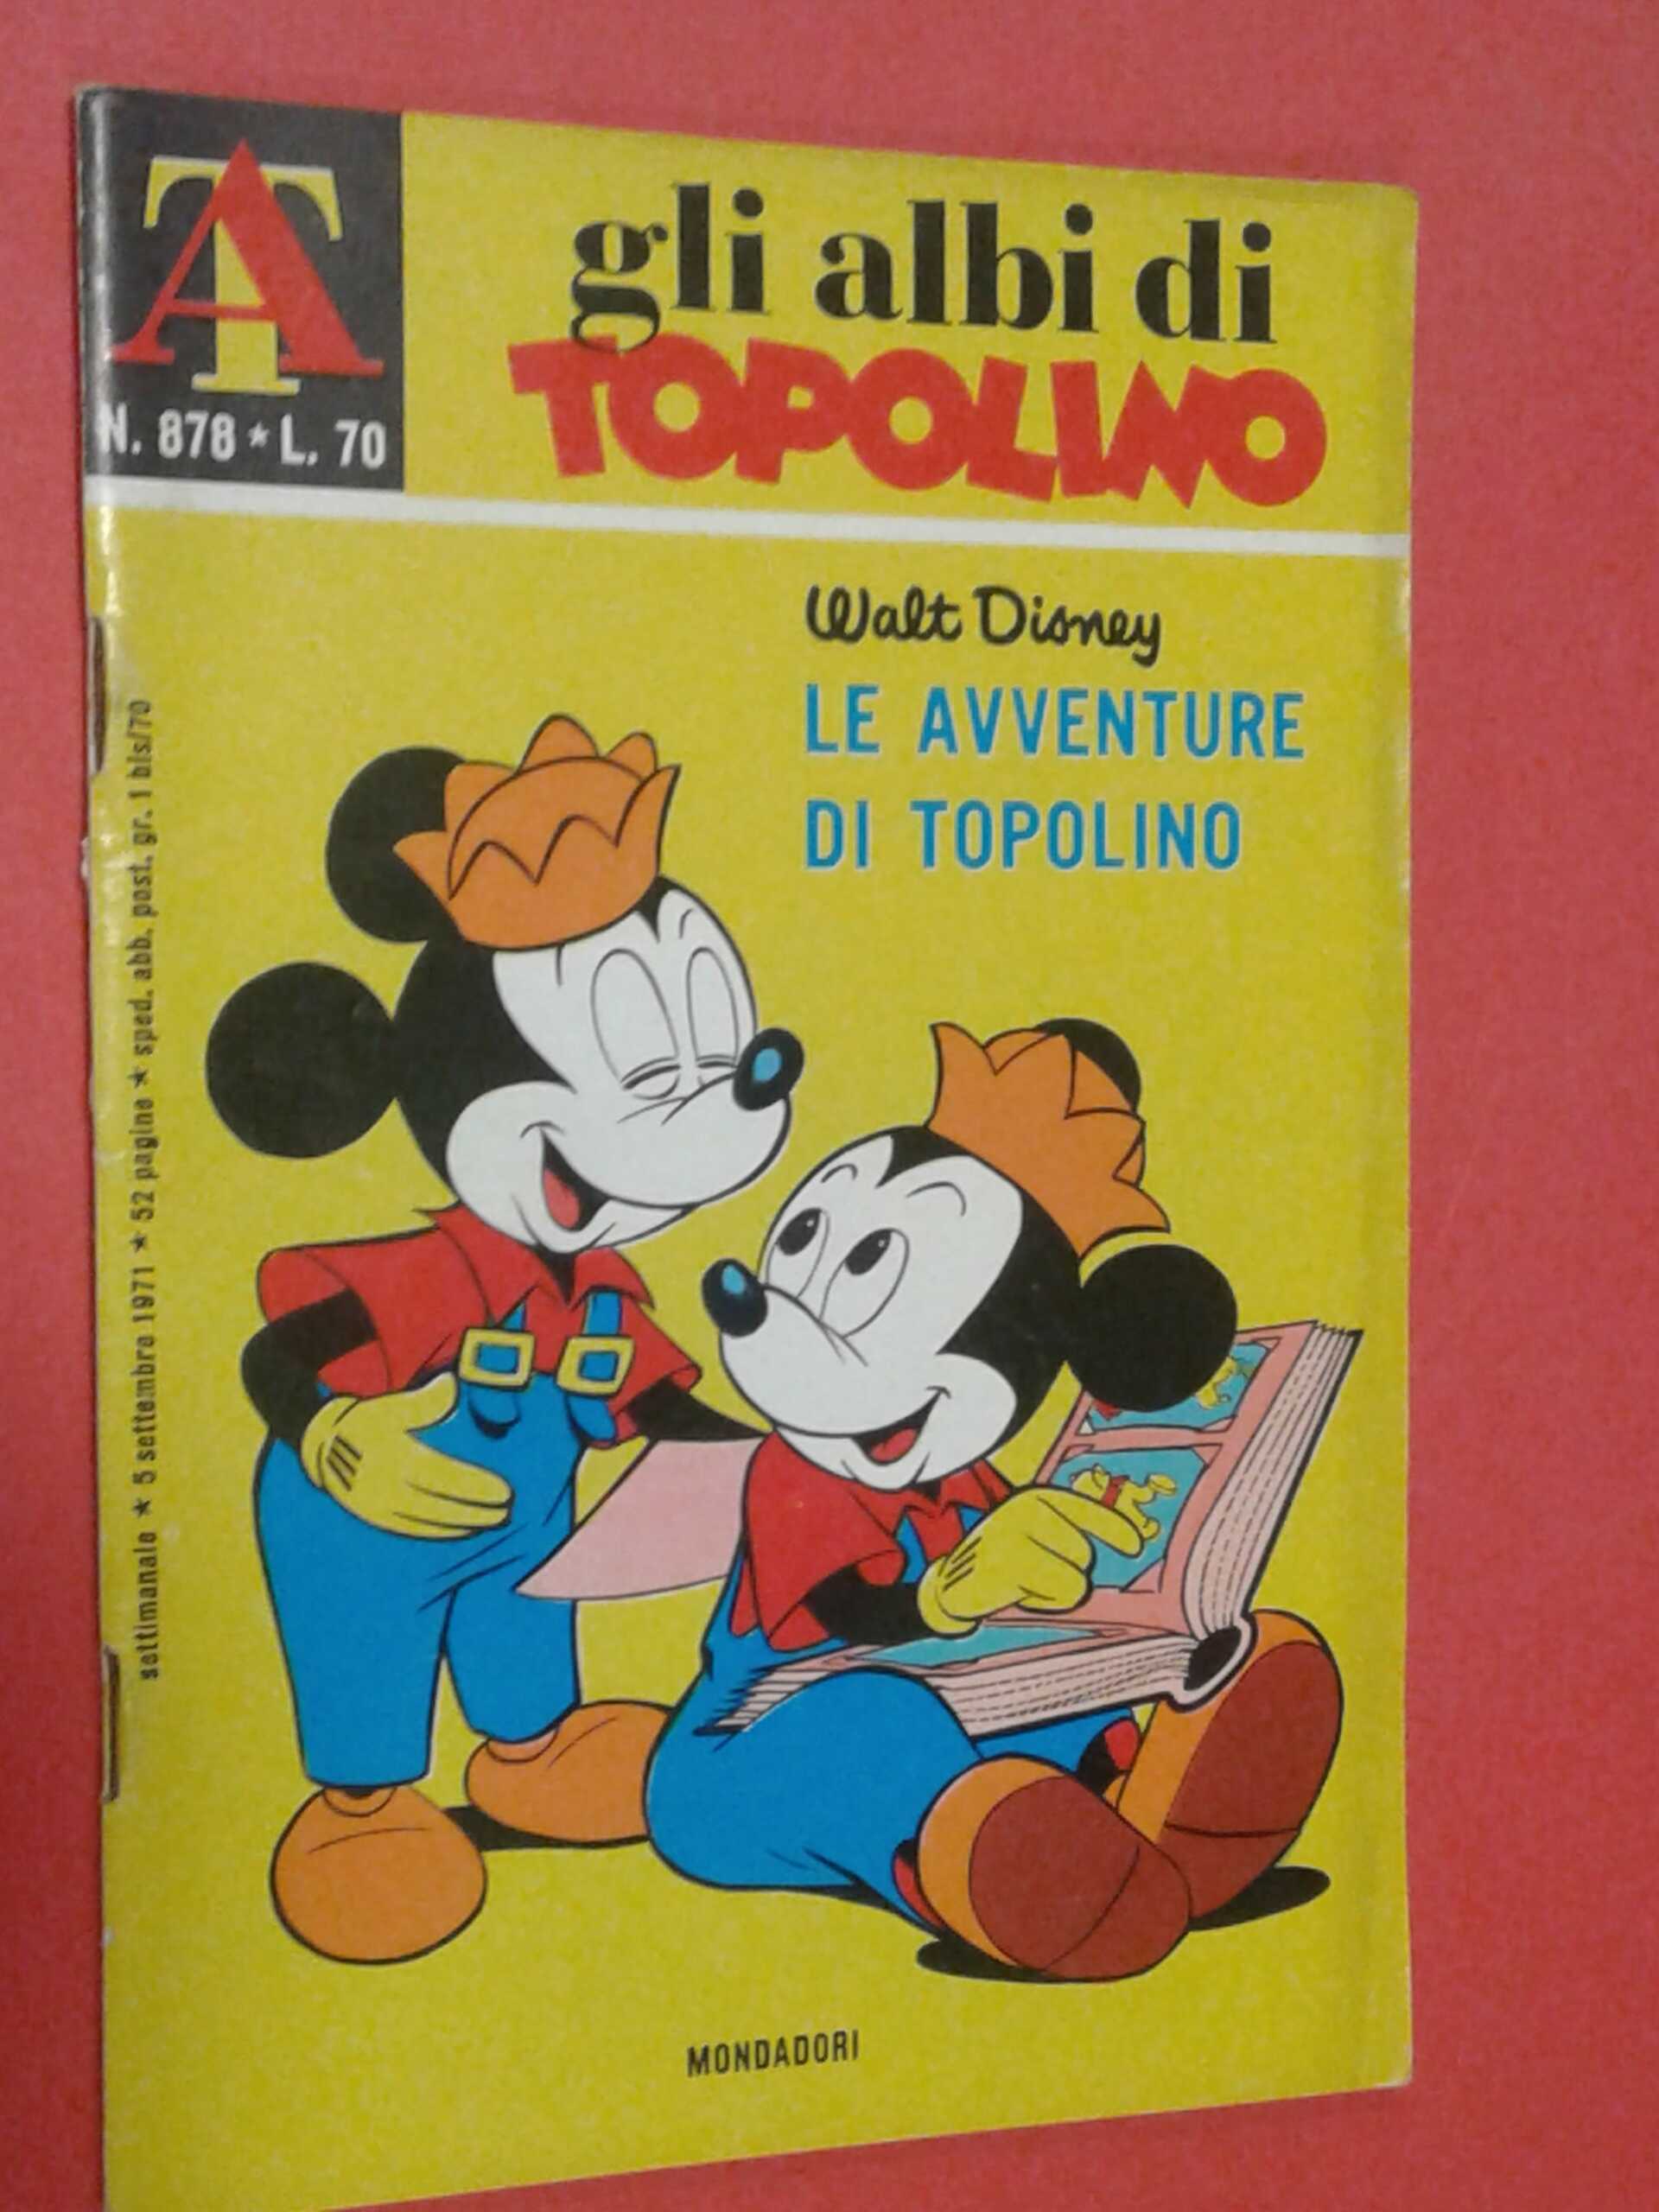 AT
N. 878 * L. 70
gli albi di
TOPOLINO
Walt Disney
LE AVVENTURE
DI TOPOLINO
settimanale ★ 5 settembre 1971 ★ 52 pagine ★ sped. abb. post. gr. 1 bis/70
MONDADORI